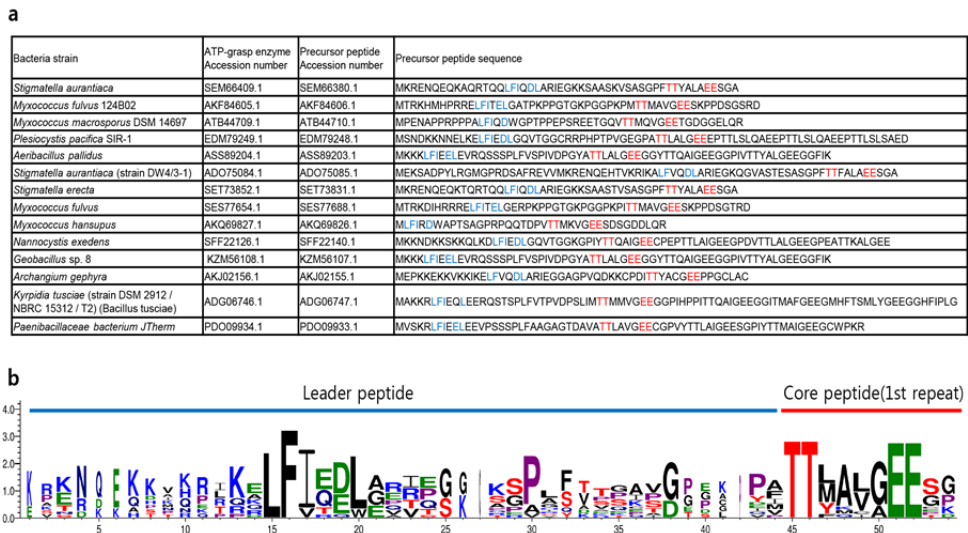 a
Bacteria strain ATP-grasp enzyme Accession number Precursor peptide Accession number Precursor peptide sequence
Stigmatella aurantiaca SEM66409.1 SEM66380.1 MKRENQEQKAQRTQQLFIQDLARIEGKKSAASKVSASGPFTTYALAEESGA
Myxococcus fulvus 124B02 AKF84605.1 AKF84606.1 MTRKHMHPRRELFITELGATPKPPGTGKPGGPKPMTTMAVGEESKPPDSGSRD
Myxococcus macrosporus DSM 14697 ATB44709.1 ATB44710.1 MPENAPPRPPPALFIQDWGPTPPEPSREETGQVTTMQVGEETGDGGELQR
Plesiocystis pacifica SIR-1 EDM79249.1 EDM79248.1 MSNDKKNNELKELFIEDLGQVTGGCRRPHPTPVGEGPATTLALGEEEPEPTTLSLQAEEPTTLSLQAEEPTTLSLSAED
Aeribacillus pallidus ASS89204.1 ASS89203.1 MKKKLFIEELEVRQSSSPLFVSPIVDPGYATTLALGEEGGYTTQAIGEEGGPIVTTYALGEEGGFIK
Stigmatella aurantiaca (strain DW4/3-1) ADO75084.1 ADO75085.1 MEKSADPYLRGMGPRDSAFREVVMKRENQEHTVKRIKALFVQDLARIEGKQGVASTESASGPFTTFALAEESGA
Stigmatella erecta SET73852.1 SET73831.1 MKRENQEQKTQRTQQLFIQDLARIEGKKSAASTVSASGPFTTYALAEESGA
Myxococcus fulvus SES77654.1 SES77688.1 MTRKDIHRRRELFITELGERPKPPGTGKPGGPKPITTMAVGEESKPPDSGTRD
Myxococcus hansupus AKQ69827.1 AKQ69826.1 MLFIRDWAPTSAGPRPQQTDPVTTMKVGEESDSGDDLQR
Nannocystis exedens SFF22126.1 SFF22140.1 MKKNDKKSKKQLKDLFIEDLGQVTGGKGPIYTTQAIGEECPEPTTLAIGEEGPDVTTLALGEEGPEATTKALGEE
Geobacillus sp. 8 KZM56108.1 KZM56107.1 MKKKLFIEELEVRQSSSPLFVSPIVDPGYATTLALGEEGGYTTQAIGEEGGPIVTTYALGEEGGFIK
Archangium gephyra AKJ02156.1 AKJ02155.1 MEPKKEKKVKKIKELFVQDLARIEGGAGPVQDKKCPDITTYACGEEPPGCLAC
Kyrpidia tusciae (strain DSM 2912 / NBRC 15312 / T2) (Bacillus tusciae) ADG06746.1 ADG06747.1 MAKKRLFIEQLEERQSTSPLFVTPVDPSLIMTTMMVGEEGGPIHPPITTQAIGEEGGITMAFGEEGMHFTSMLYGEEGGHFIPLG
Paenibacillaceae bacterium JTherm PDO09934.1 PDO09933.1 MVSKRLFIEELEEVPSSSPLFAAGAGTDAVATTLAVGEECGPVYTTLAIGEESGPIYTTMAIGEEGCWPKR
b
Leader peptide Core peptide(1st repeat)
4.0
3.0
2.0
1.0
0.0
5 10 15 20 25 30 35 40 45 50